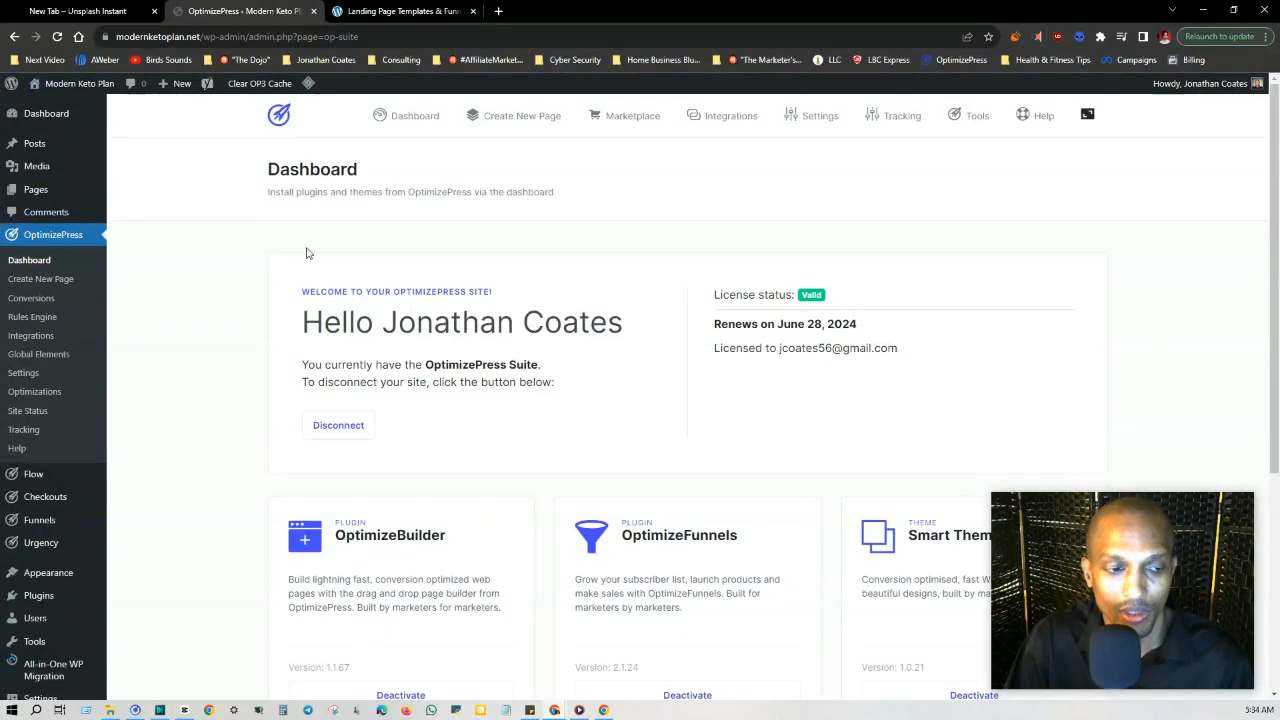 New Tab – Unlimited Instant
OptimizePress ‹ Modern Keto Pl
Landing Page Templates & Funn
modernketoplan.net/wp-admin/admin.php?page=op-suite
Relaunch to update
Next Video
AWeber
Birds Sounds
"The Dojo"
Jonathan Coates
Consulting
#AffiliateMarket...
Cyber Security
Home Business Blu...
"The Marketer's...
LLC
LBC Express
OptimizePress
Health & Fitness Tips
Campaigns
Billing
Modern Keto Plan
0
New
Clear OP3 Cache
Howdy, Jonathan Coates
Dashboard
Posts
Media
Pages
Comments
OptimizePress
Dashboard
Create New Page
Conversions
Rules Engine
Integrations
Global Elements
Settings
Optimizations
Site Status
Tracking
Help
Flow
Checkouts
Funnels
Urgency
Appearance
Plugins
Users
Tools
All-in-One WP
Migration
Settings
Dashboard
Create New Page
Marketplace
Integrations
Settings
Tracking
Tools
Help
Dashboard
Install plugins and themes from OptimizePress via the dashboard
WELCOME TO YOUR OPTIMIZEPRESS SITE!
Hello Jonathan Coates
You currently have the OptimizePress Suite.
To disconnect your site, click the button below:
Disconnect
License status: Valid
Renews on June 28, 2024
Licensed to jcoates56@gmail.com
PLUGIN
OptimizeBuilder
Build lightning fast, conversion optimized web
pages with the drag and drop page builder from
OptimizePress. Built by marketers for marketers.
Version: 1.1.67
Deactivate
PLUGIN
OptimizeFunnels
Grow your subscriber list, launch products and
make sales with OptimizeFunnels. Built for
marketers by marketers.
Version: 2.1.24
Deactivate
THEME
Smart Them
Conversion optimised, fast W
beautiful designs, built by ma
Version: 1.0.21
Deactivate
5:34 AM